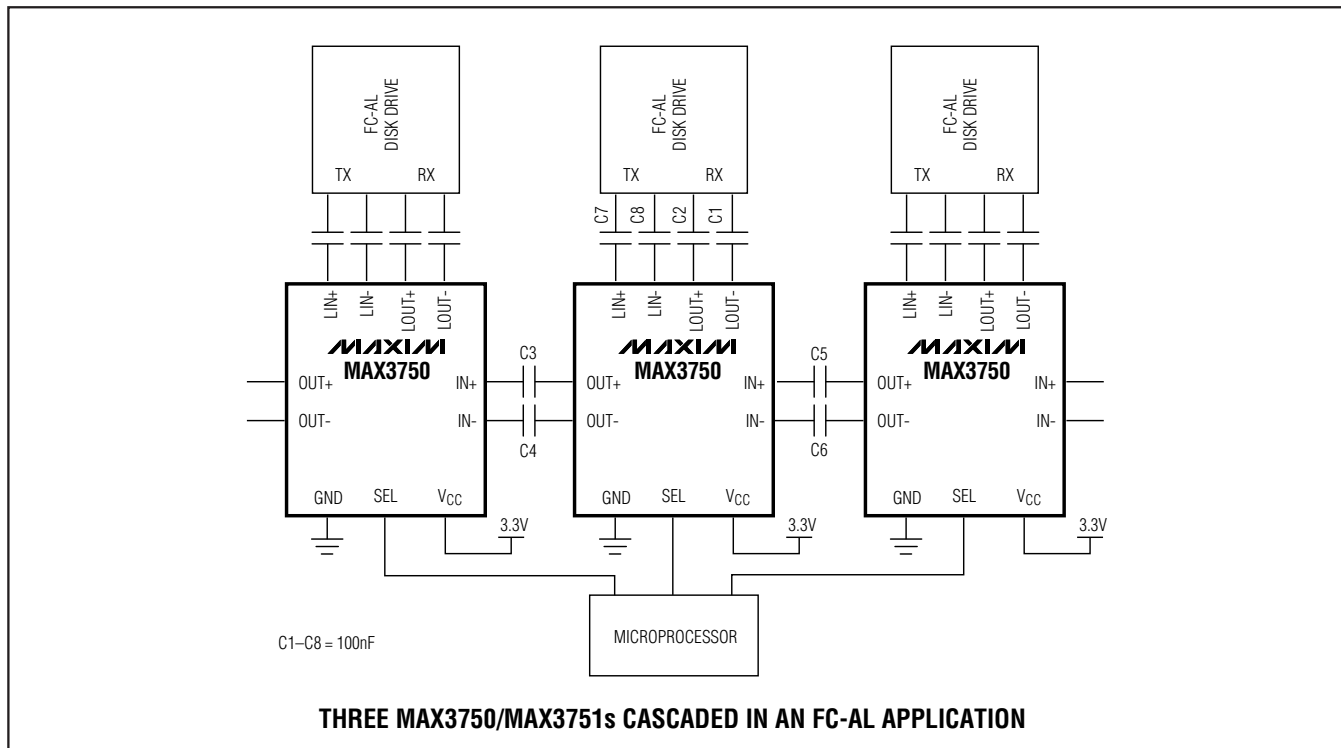 FC-AL
DISK DRIVE
TX RX
FC-AL
DISK DRIVE
TX RX
FC-AL
DISK DRIVE
TX RX
C7 C8 C2 C1
LIN+ LIN- LOUT+ LOUT-
LIN+ LIN- LOUT+ LOUT-
LIN+ LIN- LOUT+ LOUT-
MAXIM
MAX3750
MAXIM
MAX3750
MAXIM
MAX3750
C3
C5
OUT+ IN+
OUT+ IN+
OUT+ IN+
OUT- IN-
OUT- IN-
OUT- IN-
C4
C6
GND SEL VCC
GND SEL VCC
GND SEL VCC
3.3V
3.3V
3.3V
MICROPROCESSOR
C1–C8 = 100nF
THREE MAX3750/MAX3751s CASCADED IN AN FC-AL APPLICATION